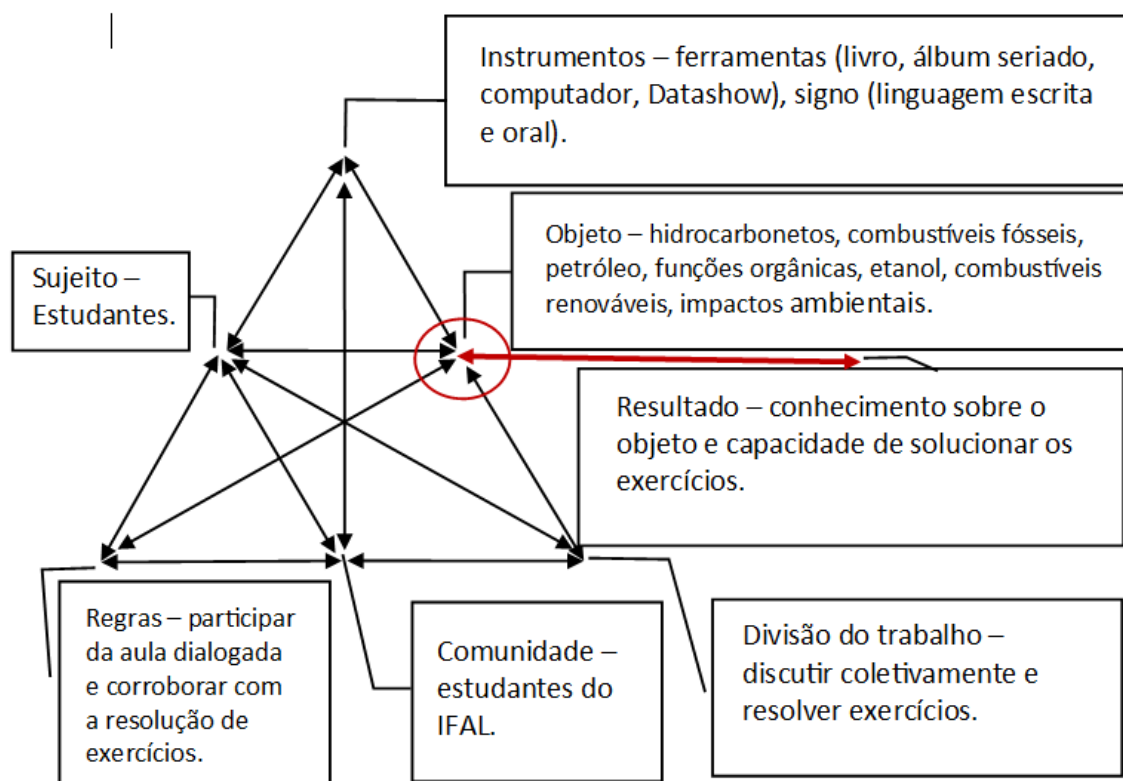 Instrumentos – ferramentas (livro, álbum seriado,
computador, Datashow), signo (linguagem escrita
e oral).
Objeto – hidrocarbonetos, combustíveis fósseis,
petróleo, funções orgânicas, etanol, combustíveis
renováveis, impactos ambientais.
Sujeito –
Estudantes.
Resultado – conhecimento sobre o
objeto e capacidade de solucionar os
exercícios.
Regras – participar
da aula dialogada
e corroborar com
a resolução de
exercícios.
Comunidade –
estudantes do
IFAL.
Divisão do trabalho –
discutir coletivamente e
resolver exercícios.